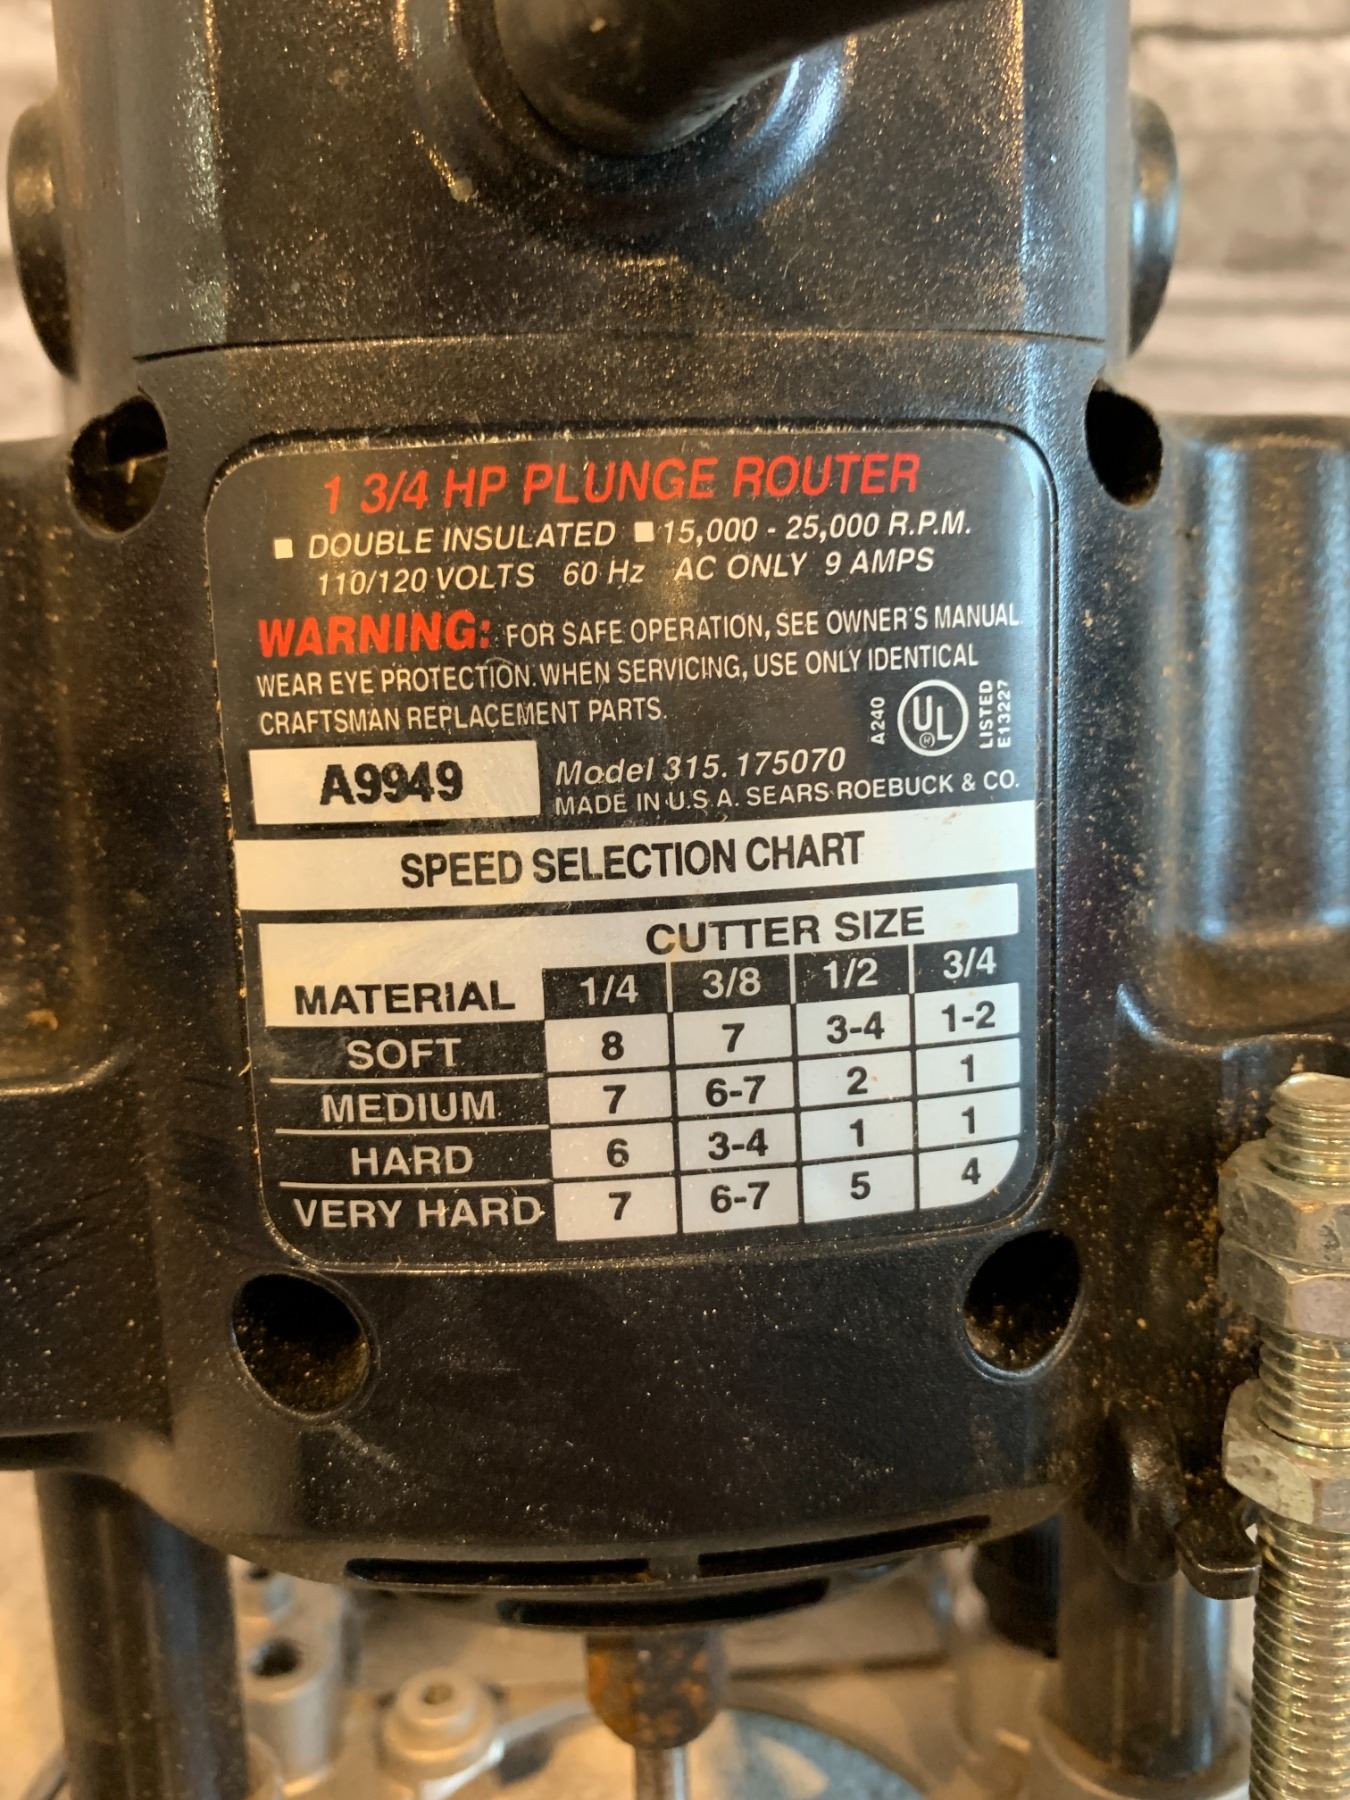 1 3/4 HP PLUNGE ROUTER
■ DOUBLE INSULATED ■ 15,000 - 25,000 R.P.M.
110/120 VOLTS 60 Hz AC ONLY 9 AMPS
WARNING: FOR SAFE OPERATION, SEE OWNER'S MANUAL
WEAR EYE PROTECTION. WHEN SERVICING, USE ONLY IDENTICAL
CRAFTSMAN REPLACEMENT PARTS.
A240 UL ® LISTED E13227
A9949
Model 315.175070
MADE IN U.S.A. SEARS ROEBUCK & CO.
SPEED SELECTION CHART
CUTTER SIZE
MATERIAL 1/4 3/8 1/2 3/4
SOFT 8 7 3-4 1-2
MEDIUM 7 6-7 2 1
HARD 6 3-4 1 1
VERY HARD 7 6-7 5 4